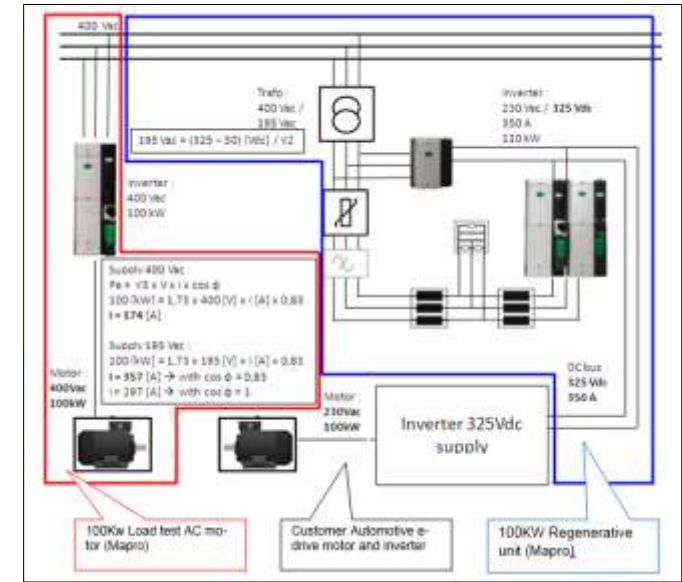 400 Vac
Trafo :
400 Vac /
195 Vac
195 Vac = (325 – 50) [Vdc] / √2
Inverter :
230 Vac / 325 Vdc
350 A
110 kW
Inverter :
400 Vac
100 kW
Supply 400 Vac :
Pe = √3 x V x I x cos ϕ
100 [kW] = 1,73 x 400 [V] x I [A] x 0,83
I = 174 [A]
Supply 195 Vac :
100 [kW] = 1,73 x 195 [V] x I [A] x 0,83
I = 357 [A] → with cos ϕ = 0,83
I = 297 [A] → with cos ϕ = 1
Motor :
400Vac
100kW
Motor :
230Vac
100kW
DC bus :
325 Vdc
350 A
Inverter 325Vdc
supply
100Kw Load test AC mo-
tor (Mapro)
Customer Automotive e-
drive motor and inverter
100KW Regenerative
unit (Mapro)